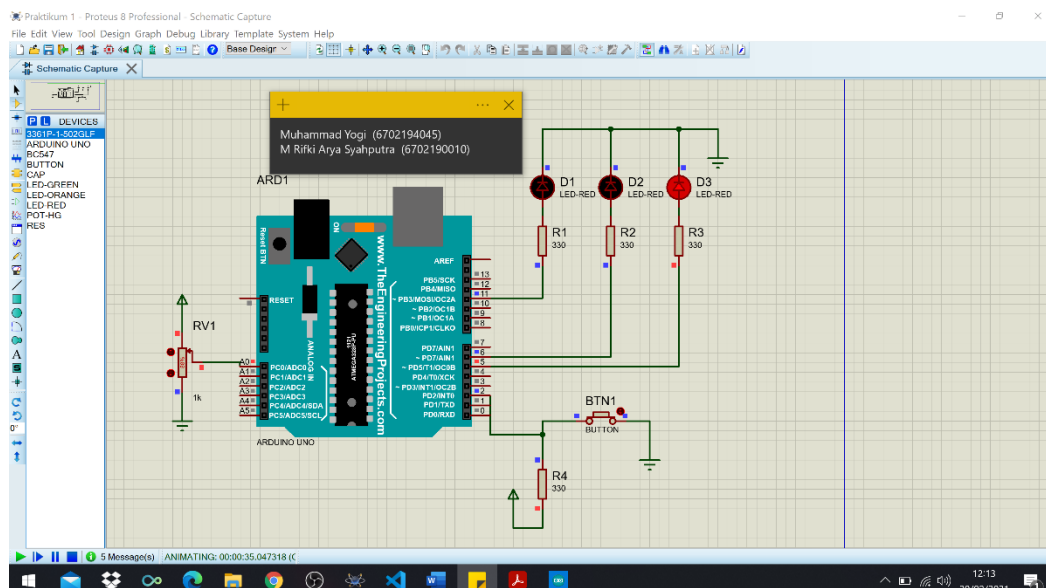 Praktikum 1 - Proteus 8 Professional - Schematic Capture
File Edit View Tool Design Graph Debug Library Template System Help
Base Design
Schematic Capture
P L DEVICES
3361P-1-502GLF
ARDUINO UNO
BC547
BUTTON
CAP
LED-GREEN
LED-ORANGE
LED-RED
POT-HG
RES
Muhammad Yogi (6702194045)
M Rifki Arya Syahputra (6702190010)
ARD1
D1
LED-RED
D2
LED-RED
D3
LED-RED
R1
330
R2
330
R3
330
Reset BTN
ON
www.TheEngineeringProjects.com
ANALOG IN
ATMEGA328P-PU
1121
RESET
AREF
13
PB5/SCK
12
PB4/MISO
11
~ PB3/MOSI/OC2A
10
~ PB2/OC1B
9
~ PB1/OC1A
8
PB0/ICP1/CLKO
7
PD7/AIN1
6
~ PD7/AIN1
5
~ PD5/T1/OC0B
4
PD4/T0/XCK
3
~ PD3/INT1/OC2B
2
PD2/INT0
1
PD1/TXD
0
PD0/RXD
A0 PC0/ADC0
A1 PC1/ADC1
A2 PC2/ADC2
A3 PC3/ADC3
A4 PC4/ADC4/SDA
A5 PC5/ADC5/SCL
ARDUINO UNO
RV1
1k
BTN1
BUTTON
R4
330
0°
5 Message(s) ANIMATING: 00:00:35.047318 (C
12:13